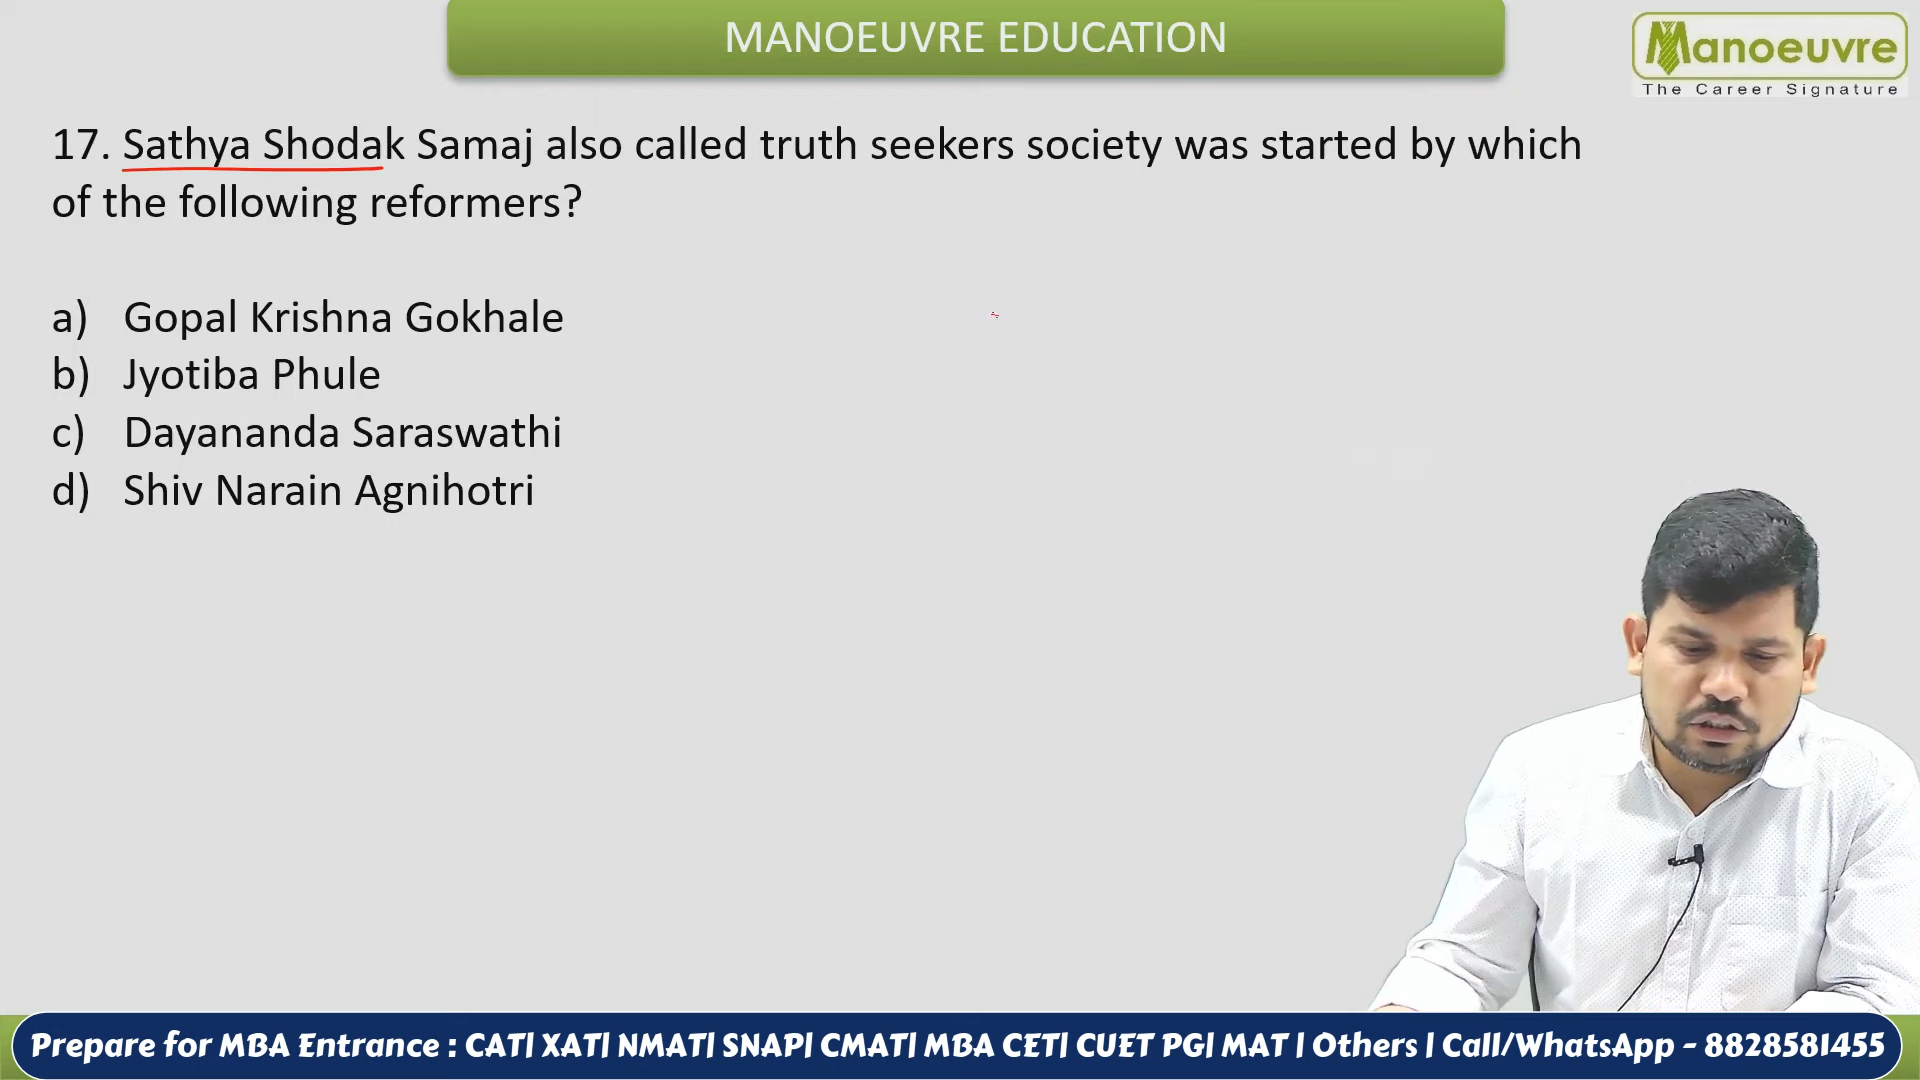 MANOEUVRE EDUCATION
Manoeuvre
The Career Signature
17. Sathya Shodak Samaj also called truth seekers society was started by which
of the following reformers?
a) Gopal Krishna Gokhale
b) Jyotiba Phule
c) Dayananda Saraswathi
d) Shiv Narain Agnihotri
Prepare for MBA Entrance : CAT| XAT| NMAT| SNAP| CMAT| MBA CET| CUET PG| MAT | Others | Call/WhatsApp - 8828581455